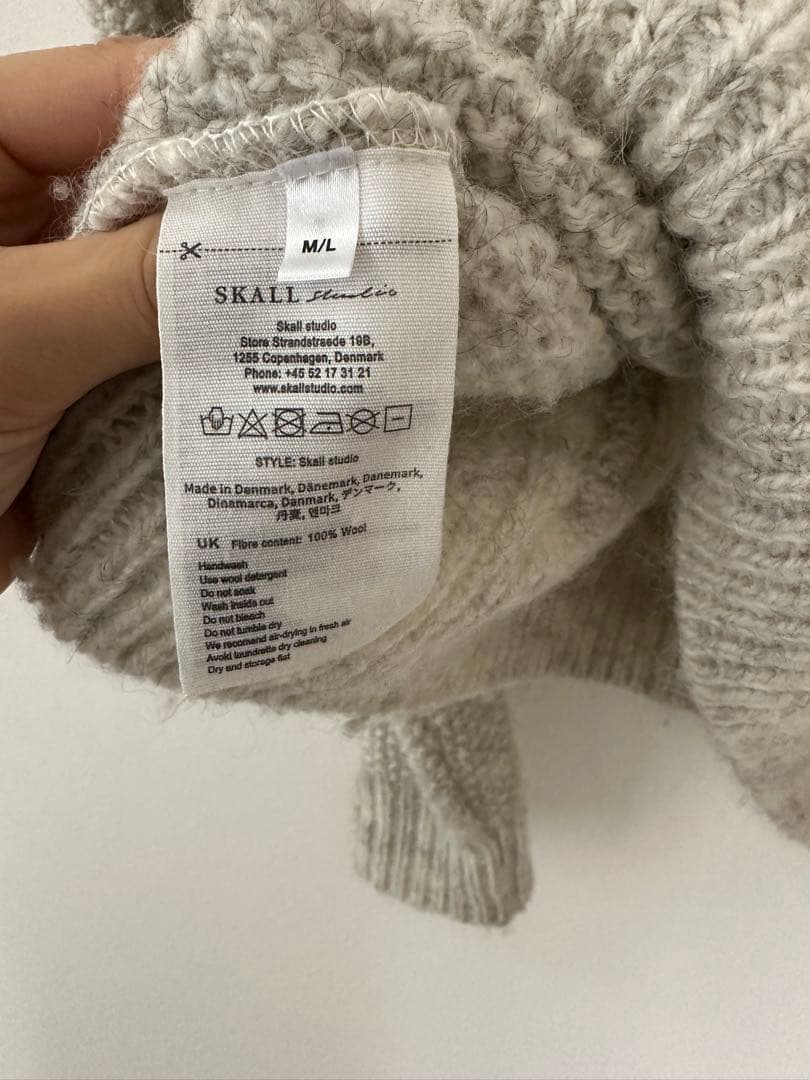 M/L
SKALL studio
Skall studio
Store Strandstraede 19B,
1255 Copenhagen, Denmark
Phone: +45 52 17 31 21
www.skallstudio.com
STYLE: Skall studio
Made in Denmark, Dänemark, Danemark,
Dinamarca, Danmark, デンマーク,
丹麦, 덴마크
UK Fibre content: 100% Wool
Handwash
Use wool detergent
Do not soak
Wash inside out
Do not bleach
Do not tumble dry
We recomend air-drying in fresh air
Avoid laundrette dry cleaning
Dry and storage flat